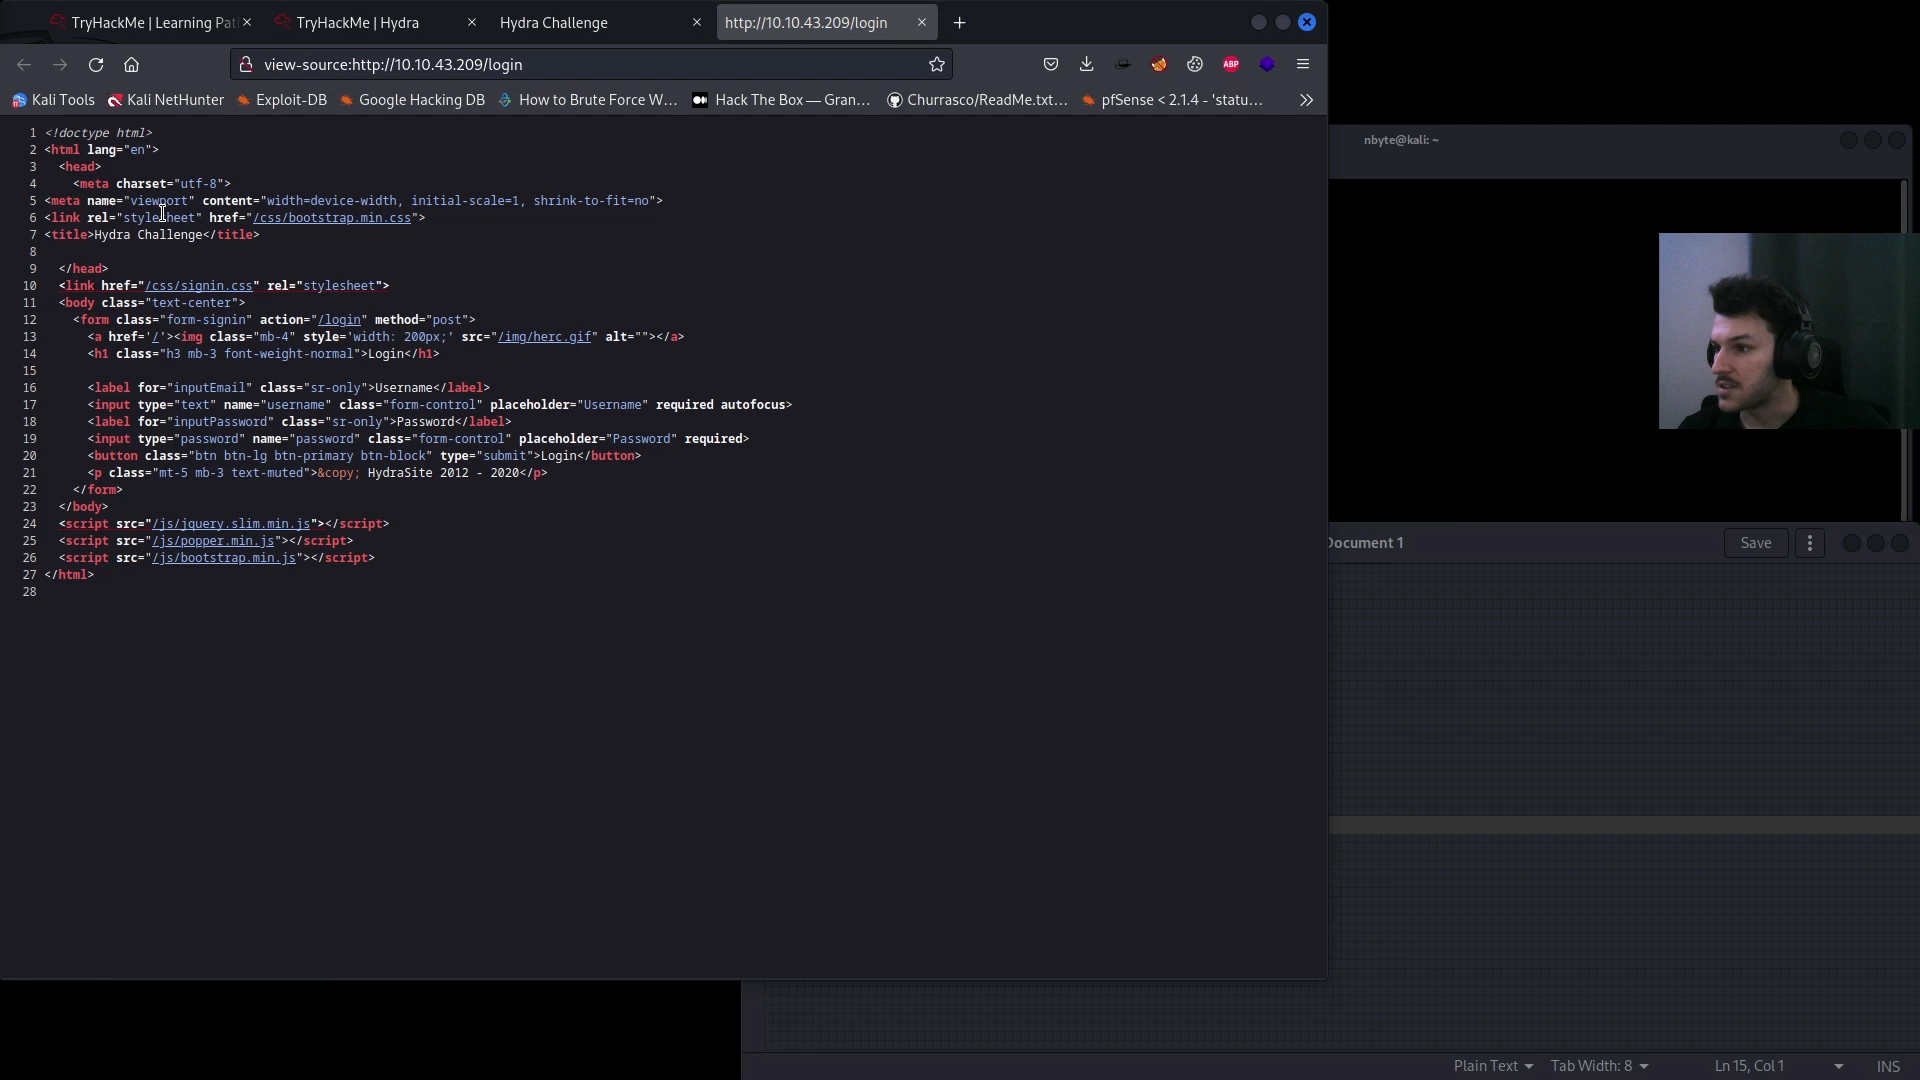 TryHackMe | Learning Pat
TryHackMe | Hydra
Hydra Challenge
http://10.10.43.209/login
view-source:http://10.10.43.209/login
ABP
Kali Tools
Kali NetHunter
Exploit-DB
Google Hacking DB
How to Brute Force W...
Hack The Box — Gran...
Churrasco/ReadMe.txt...
pfSense < 2.1.4 - 'statu...
1 <!doctype html>
2 <html lang="en">
3 <head>
4 <meta charset="utf-8">
5 <meta name="viewport" content="width=device-width, initial-scale=1, shrink-to-fit=no">
6 <link rel="stylesheet" href="/css/bootstrap.min.css">
7 <title>Hydra Challenge</title>
8
9 </head>
10 <link href="/css/signin.css" rel="stylesheet">
11 <body class="text-center">
12 <form class="form-signin" action="/login" method="post">
13 <a href='/'><img class="mb-4" style='width: 200px;' src="/img/herc.gif" alt=""></a>
14 <h1 class="h3 mb-3 font-weight-normal">Login</h1>
15
16 <label for="inputEmail" class="sr-only">Username</label>
17 <input type="text" name="username" class="form-control" placeholder="Username" required autofocus>
18 <label for="inputPassword" class="sr-only">Password</label>
19 <input type="password" name="password" class="form-control" placeholder="Password" required>
20 <button class="btn btn-lg btn-primary btn-block" type="submit">Login</button>
21 <p class="mt-5 mb-3 text-muted">&copy; HydraSite 2012 - 2020</p>
22 </form>
23 </body>
24 <script src="/js/jquery.slim.min.js"></script>
25 <script src="/js/popper.min.js"></script>
26 <script src="/js/bootstrap.min.js"></script>
27 </html>
28
nbyte@kali: ~
Document 1
Save
Plain Text
Tab Width: 8
Ln 15, Col 1
INS